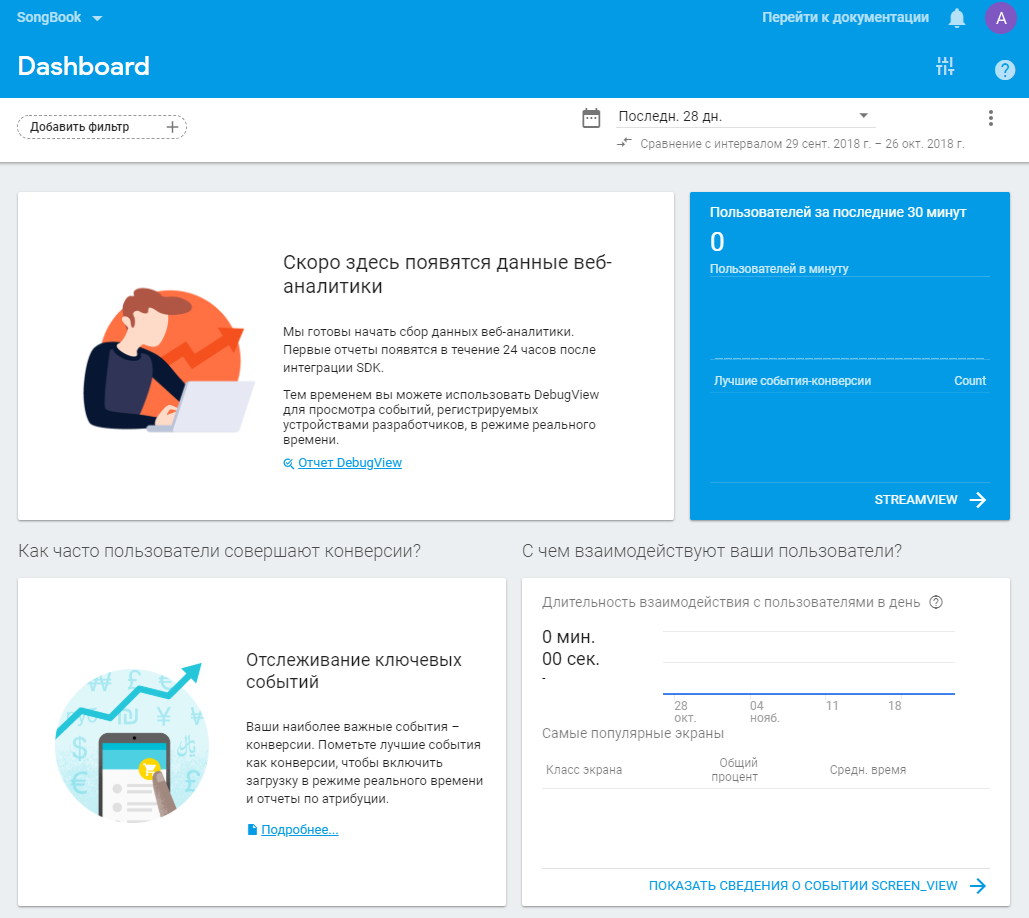 SongBook
Перейти к документации
A
Dashboard
?
Добавить фильтр
Последн. 28 дн.
Сравнение с интервалом 29 сент. 2018 г. – 26 окт. 2018 г.
Скоро здесь появятся данные веб-
аналитики
Мы готовы начать сбор данных веб-аналитики.
Первые отчеты появятся в течение 24 часов после
интеграции SDK.
Тем временем вы можете использовать DebugView
для просмотра событий, регистрируемых
устройствами разработчиков, в режиме реального
времени.
Отчет DebugView
Пользователей за последние 30 минут
0
Пользователей в минуту
Лучшие события-конверсии
Count
STREAMVIEW
Как часто пользователи совершают конверсии?
Отслеживание ключевых
событий
Ваши наиболее важные события –
конверсии. Пометьте лучшие события
как конверсии, чтобы включить
загрузку в режиме реального времени
и отчеты по атрибуции.
Подробнее...
С чем взаимодействуют ваши пользователи?
Длительность взаимодействия с пользователями в день ?
0 мин.
00 сек.
-
28 04 11 18
окт. нояб.
Самые популярные экраны
Класс экрана
Общий
процент
Средн. время
ПОКАЗАТЬ СВЕДЕНИЯ О СОБЫТИИ SCREEN_VIEW